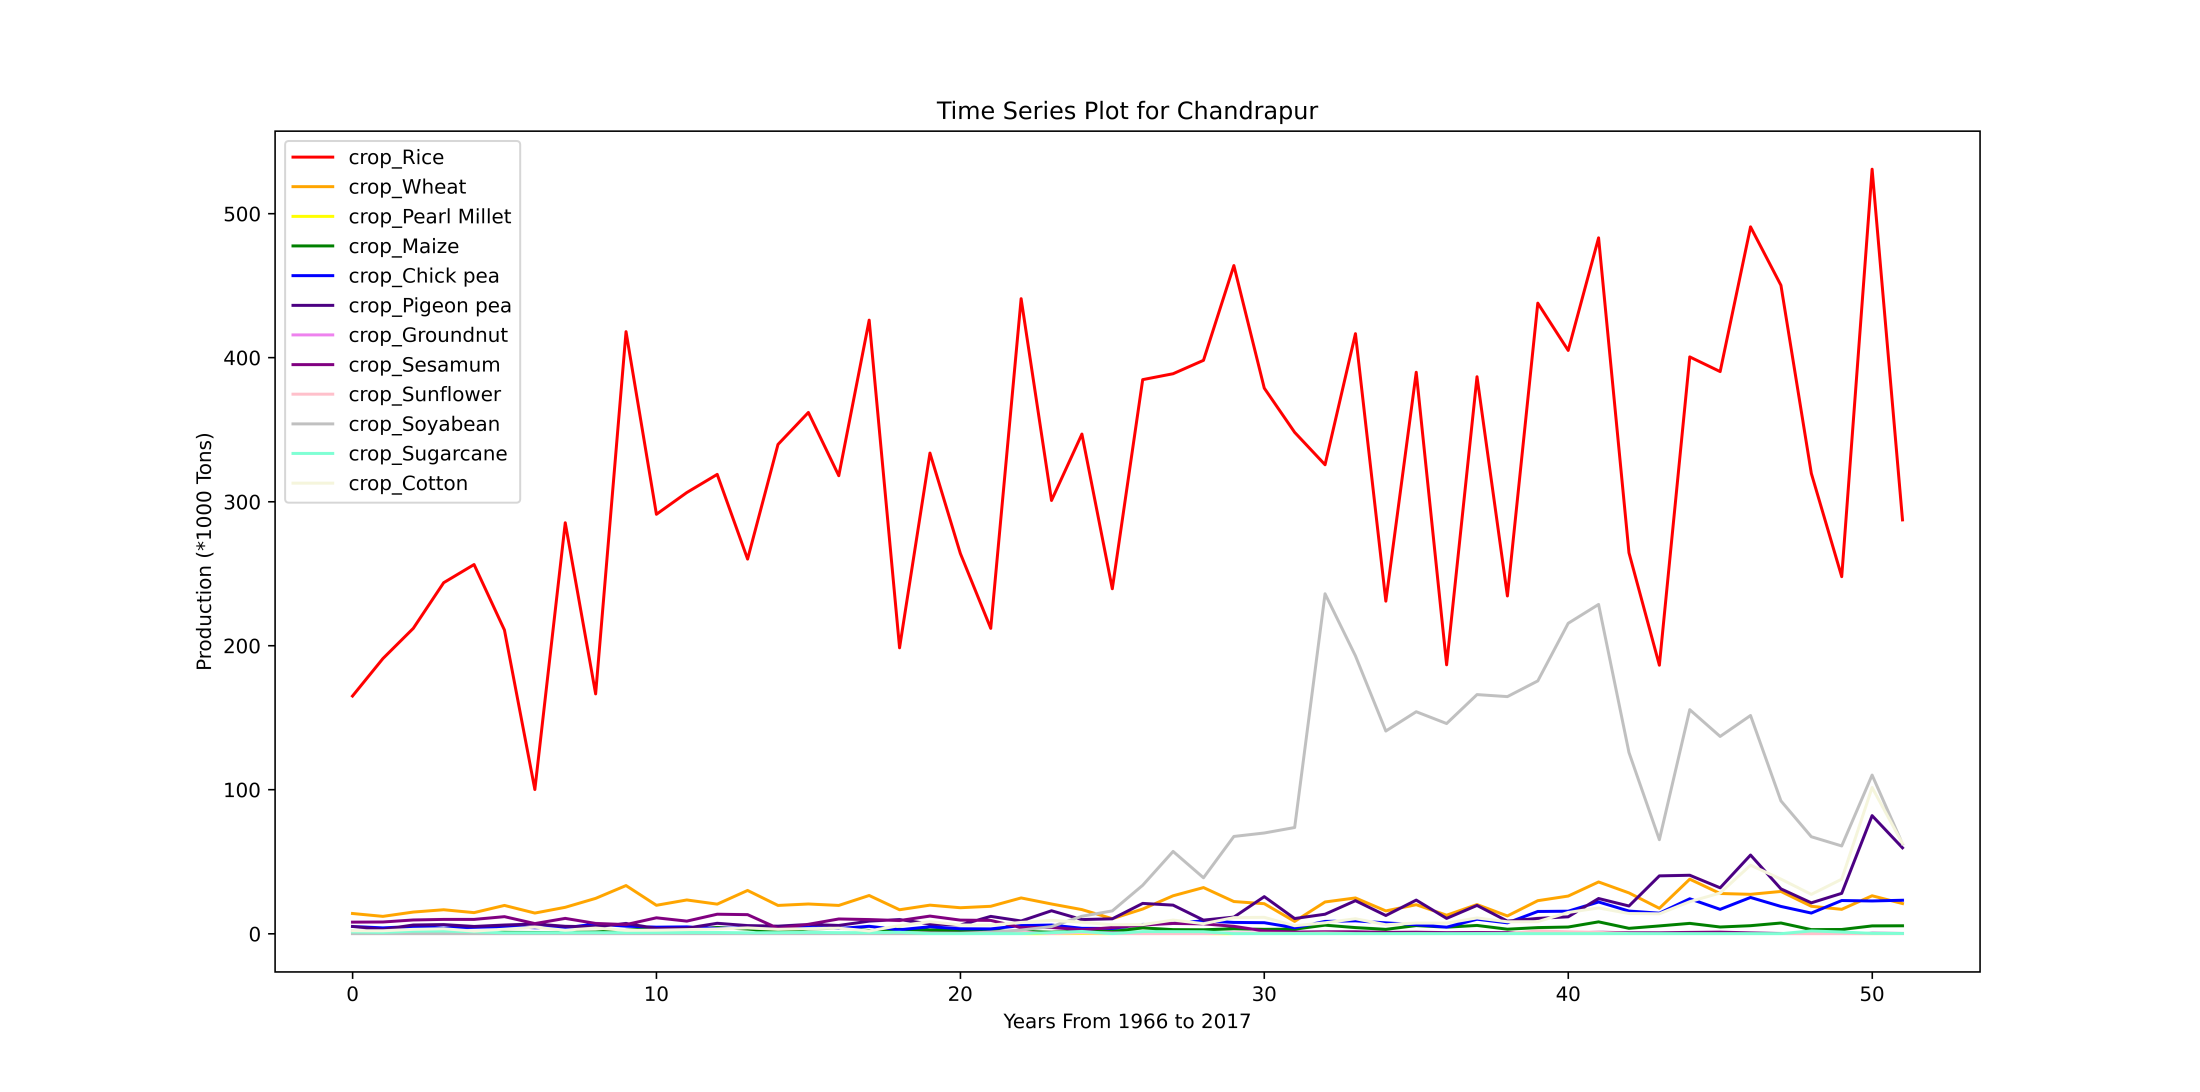 Time Series Plot for Chandrapur
crop_Rice
crop_Wheat
crop_Pearl Millet
crop_Maize
crop_Chick pea
crop_Pigeon pea
crop_Groundnut
crop_Sesamum
crop_Sunflower
crop_Soyabean
crop_Sugarcane
crop_Cotton
Production (*1000 Tons)
500
400
300
200
100
0
0 10 20 30 40 50
Years From 1966 to 2017